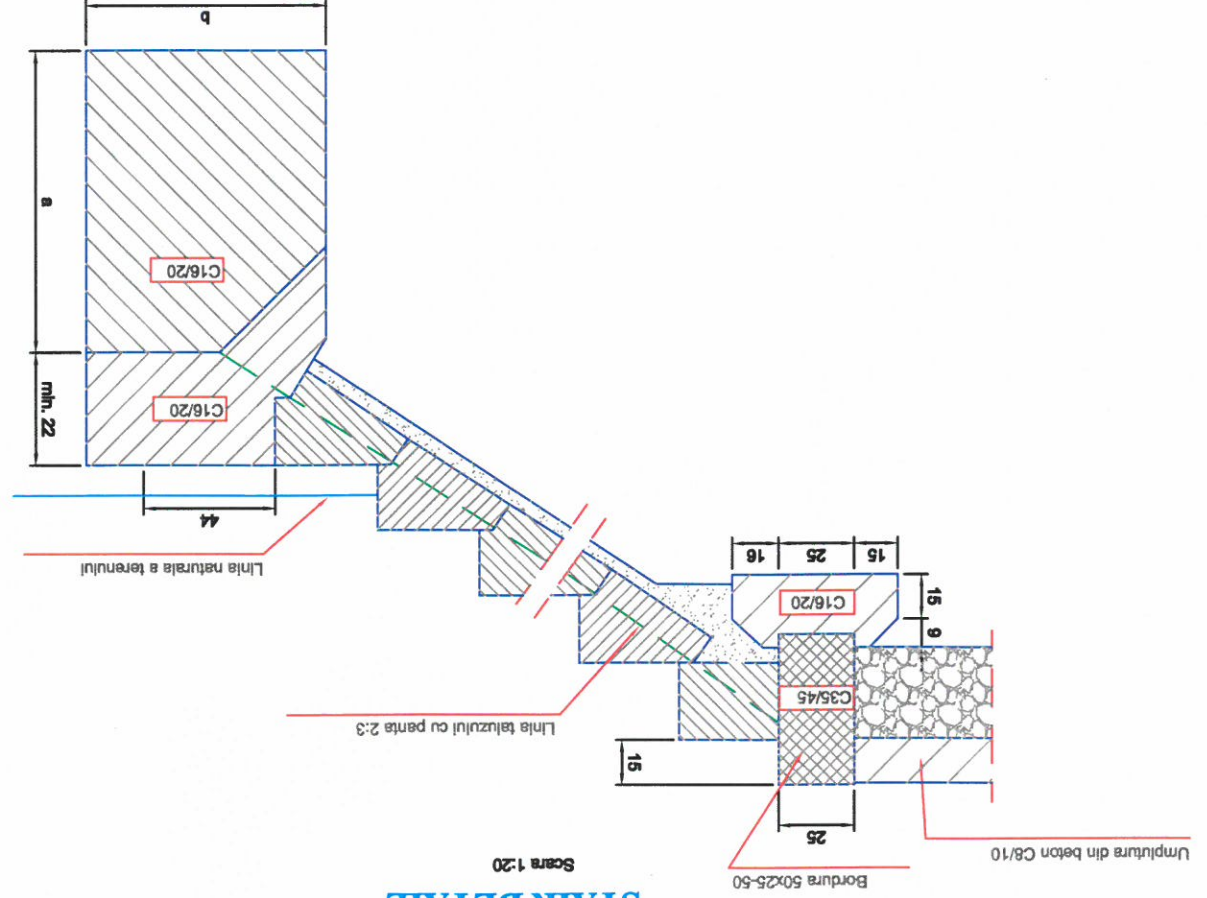 STAIR DETAIL
Scara 1:20
Bordura 50x25-50
Umplutura din beton C8/10
25
15
C35/45
Linia taluzului cu panta 2:3
9
15
C16/20
15
25
16
Linia naturala a terenului
44
min. 22
C16/20
C16/20
a
b